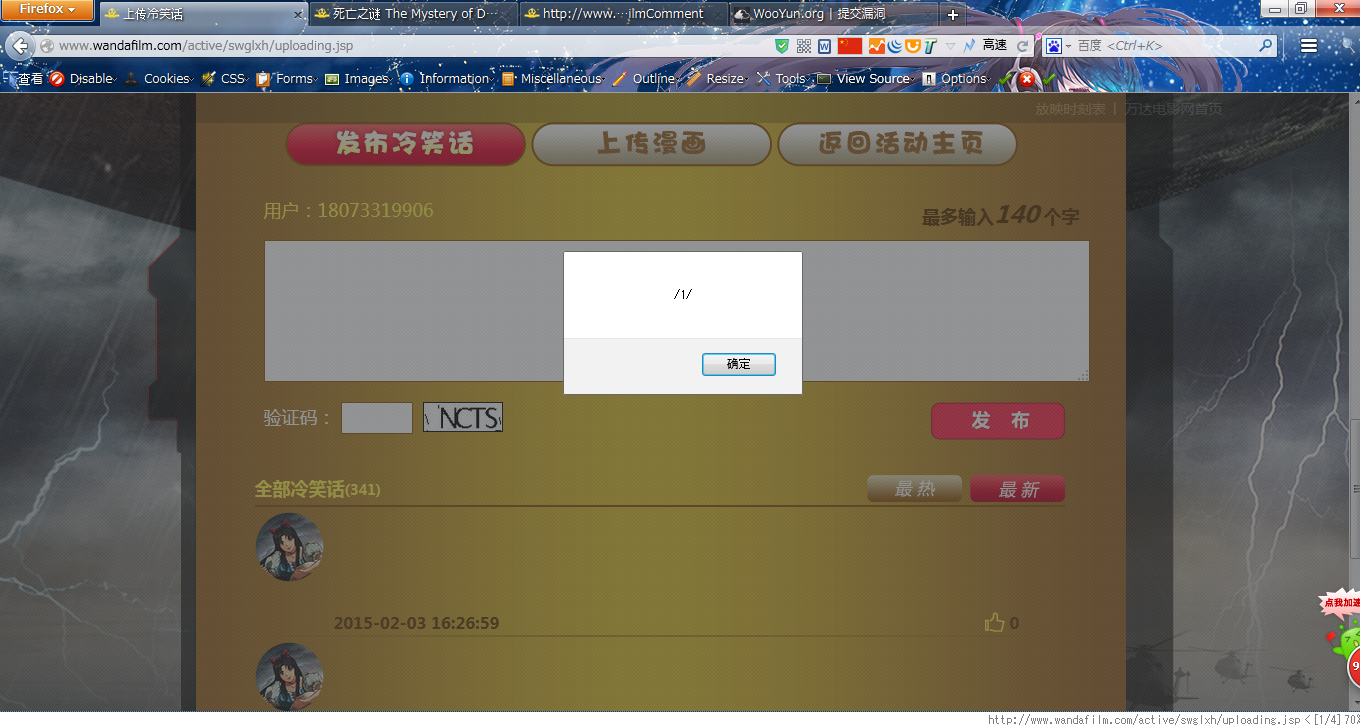 Firefox
上传冷笑话
死亡之谜 The Mystery of D…
http://www.…jlmComment
WooYun.org | 提交漏洞
www.wandafilm.com/active/swglxh/uploading.jsp
高速
百度 <Ctrl+K>
查看 Disable Cookies CSS Forms Images Information Miscellaneous Outline Resize Tools View Source Options
放映时刻表 | 万达电影网首页
发布冷笑话 上传漫画 返回活动主页
用户：18073319906
最多输入140个字
/1/
确定
验证码：
NCTS
发 布
全部冷笑话(341)
最热 最新
2015-02-03 16:26:59
0
点我加速
http://www.wandafilm.com/active/swglxh/uploading.jsp < [1/4] 70%